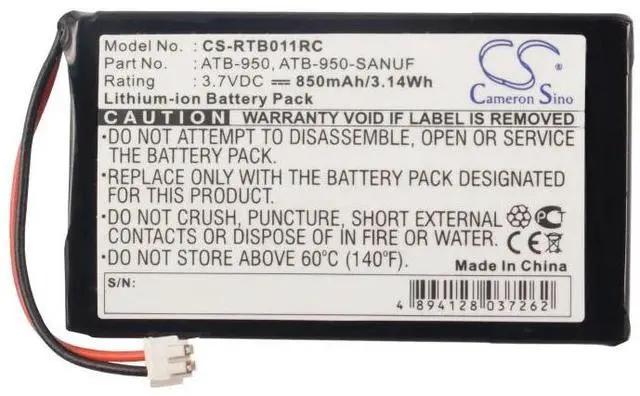 Model No. : CS-RTB011RC
Part No. : ATB-950, ATB-950-SANUF
Rating : 3.7VDC 850mAh/3.14Wh
Lithium-ion Battery Pack
CS
Cameron Sino
CAUTION WARRANTY VOID IF LABEL IS REMOVED
•DO NOT ATTEMPT TO DISASSEMBLE, OPEN OR SERVICE
THE BATTERY PACK.
•REPLACE ONLY WITH THE BATTERY PACK DESIGNATED
FOR YOUR PRODUCT.
•DO NOT CRUSH, PUNCTURE, SHORT EXTERNAL
CONTACTS OR DISPOSE OF IN FIRE OR WATER.
•DO NOT STORE ABOVE 60°C (140°F).
CE
Made In China
S/N:
4 894128 037262